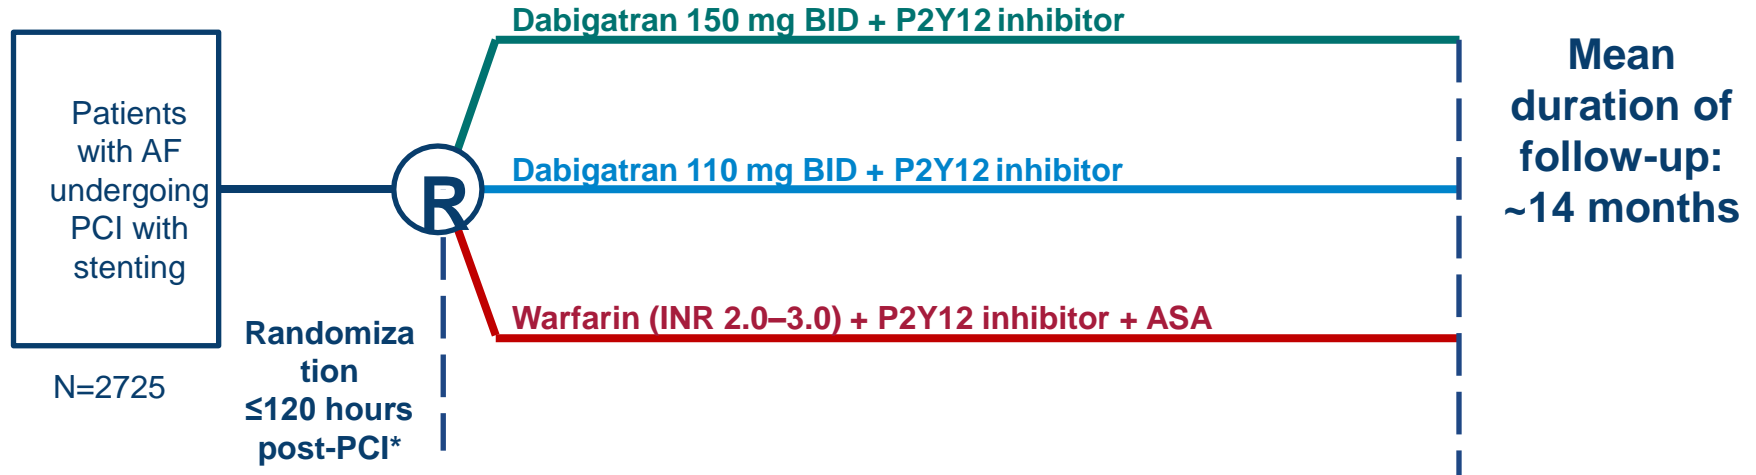 Dabigatran 150 mg BID + P2Y12 inhibitor
Patients
with AF
undergoing
PCI with
stenting
N=2725
R
Randomiza
tion
≤120 hours
post-PCI*
Dabigatran 110 mg BID + P2Y12 inhibitor
Warfarin (INR 2.0–3.0) + P2Y12 inhibitor + ASA
Mean
duration of
follow-up:
~14 months